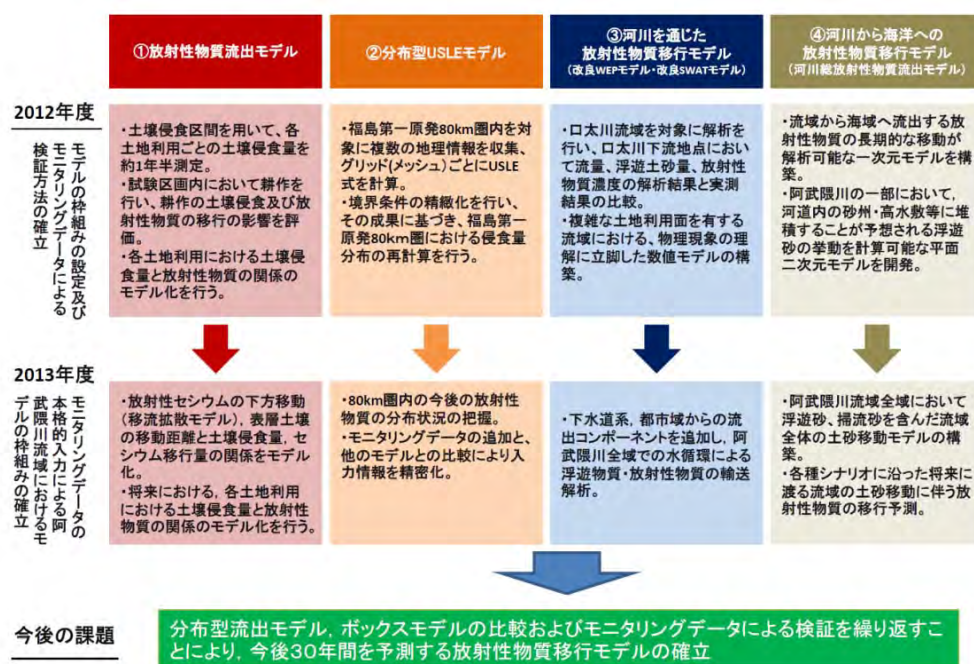 ①放射性物質流出モデル
②分布型USLEモデル
③河川を通じた
放射性物質移行モデル
(改良WEPモデル・改良SWATモデル)
④河川から海洋への
放射性物質移行モデル
(河川総放射性物質流出モデル)
2012年度
モデルの枠組みの設定及び
モニタリングデータによる
検証方法の確立
・土壌侵食区間を用いて、各
土地利用ごとの土壌侵食量を
約1年半測定。
・試験区画内において耕作を
行い、耕作の土壌侵食及び放
射性物質の移行の影響を評
価。
・各土地利用における土壌侵
食量と放射性物質の関係の
モデル化を行う。
・福島第一原発80km圏内を対
象に複数の地理情報を収集、
グリッド(メッシュ)ごとにUSLE
式を計算。
・境界条件の精緻化を行い、
その成果に基づき、福島第一
原発80km圏における侵食量
分布の再計算を行う。
・口太川流域を対象に解析を
行い、口太川下流地点におい
て流量、浮遊土砂量、放射性
物質濃度の解析結果と実測
結果の比較。
・複雑な土地利用面を有する
流域における、物理現象の理
解に立脚した数値モデルの構
築。
・流域から海域へ流出する放
射性物質の長期的な移動が
解析可能な一次元モデルを構
築。
・阿武隈川の一部において、
河道内の砂州・高水敷等に堆
積することが予想される浮遊
砂の挙動を計算可能な平面
二次元モデルを開発。
2013年度
モニタリングデータの
本格的入力による阿
武隈川流域におけるモ
デルの枠組みの確立
・放射性セシウムの下方移動
(移流拡散モデル)，表層土壌
の移動距離と土壌侵食量，セ
シウム移行量の関係をモデル
化。
・将来における，各土地利用
における土壌侵食量と放射性
物質の関係のモデル化を行う。
・80km圏内の今後の放射性
物質の分布状況の把握。
・モニタリングデータの追加と、
他のモデルとの比較により入
力情報を精密化。
・下水道系、都市域からの流
出コンポーネントを追加し，阿
武隈川全域での水循環による
浮遊物質・放射性物質の輸送
解析。
・阿武隈川流域全域において
浮遊砂、掃流砂を含んだ流域
全体の土砂移動モデルの構
築。
・各種シナリオに沿った将来に
渡る流域の土砂移動に伴う放
射性物質の移行予測。
今後の課題
分布型流出モデル，ボックスモデルの比較およびモニタリングデータによる検証を繰り返すこ
とにより，今後30年間を予測する放射性物質移行モデルの確立